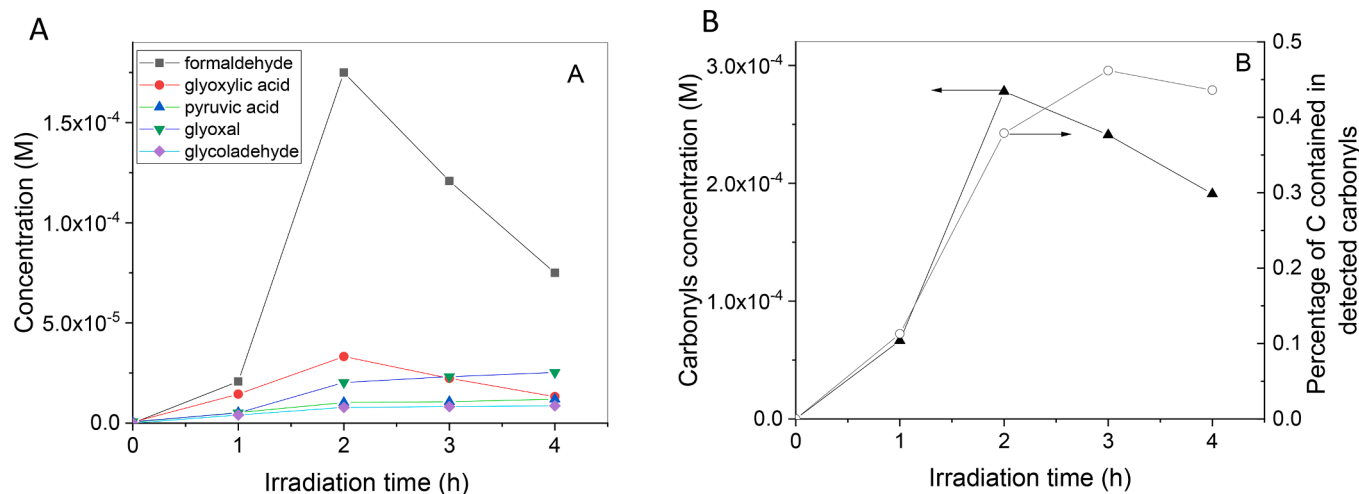 A
formaldehyde
glyoxylic acid
pyruvic acid
glyoxal
glycoladehyde
A
1.5x10⁻⁴
1.0x10⁻⁴
5.0x10⁻⁵
0.0
Concentration (M)
0 1 2 3 4
Irradiation time (h)
B
B
3.0x10⁻⁴
2.0x10⁻⁴
1.0x10⁻⁴
0.0
Carbonyls concentration (M)
0.5
0.4
0.3
0.2
0.1
0.0
Percentage of C contained in
detected carbonyls
0 1 2 3 4
Irradiation time (h)